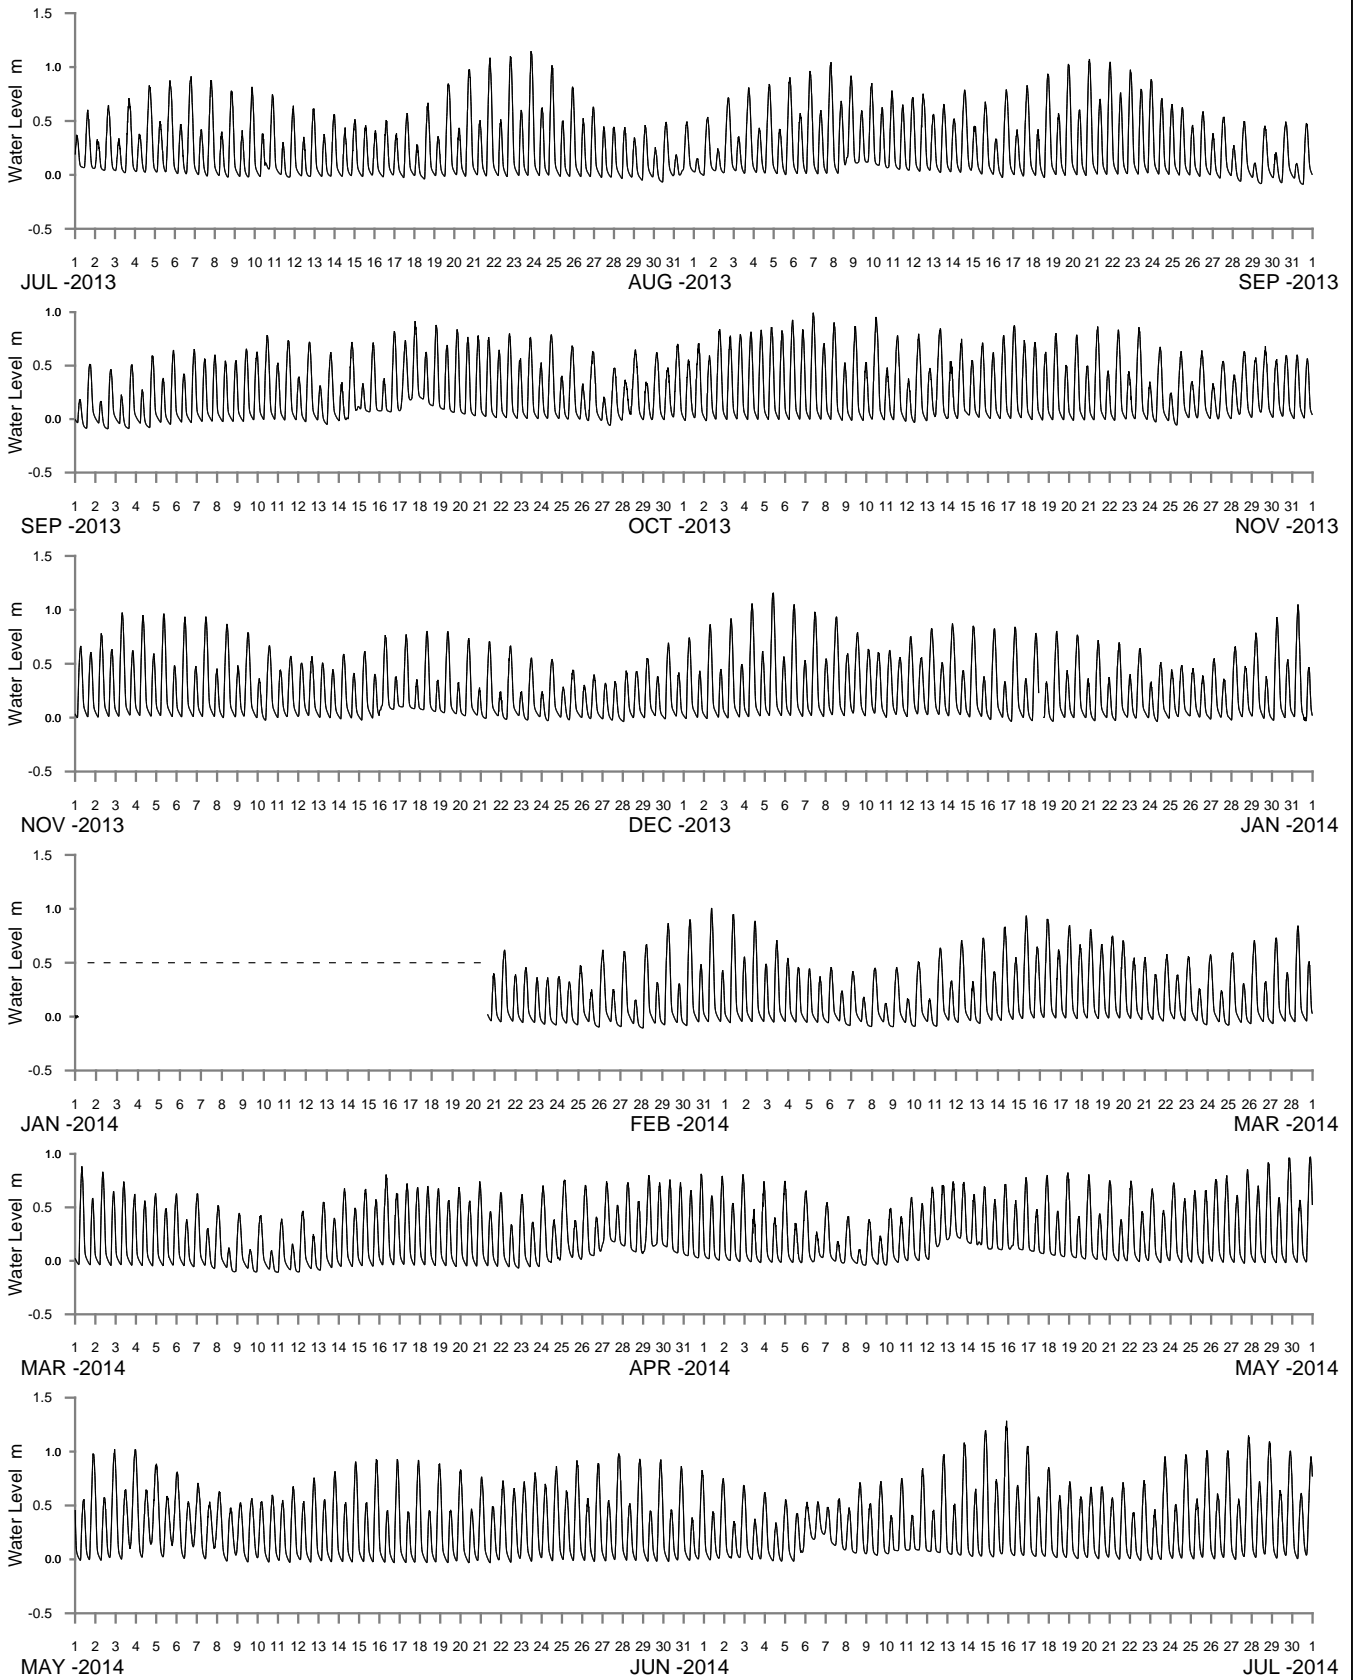 1.5
1.0
0.5
0.0
-0.5
Water Level m
1 2 3 4 5 6 7 8 9 10 11 12 13 14 15 16 17 18 19 20 21 22 23 24 25 26 27 28 29 30 31 1 2 3 4 5 6 7 8 9 10 11 12 13 14 15 16 17 18 19 20 21 22 23 24 25 26 27 28 29 30 31 1
JUL -2013 AUG -2013 SEP -2013
1.0
0.5
0.0
-0.5
Water Level m
1 2 3 4 5 6 7 8 9 10 11 12 13 14 15 16 17 18 19 20 21 22 23 24 25 26 27 28 29 30 1 2 3 4 5 6 7 8 9 10 11 12 13 14 15 16 17 18 19 20 21 22 23 24 25 26 27 28 29 30 31 1
SEP -2013 OCT -2013 NOV -2013
1.5
1.0
0.5
0.0
-0.5
Water Level m
1 2 3 4 5 6 7 8 9 10 11 12 13 14 15 16 17 18 19 20 21 22 23 24 25 26 27 28 29 30 1 2 3 4 5 6 7 8 9 10 11 12 13 14 15 16 17 18 19 20 21 22 23 24 25 26 27 28 29 30 31 1
NOV -2013 DEC -2013 JAN -2014
1.5
1.0
0.5
0.0
-0.5
Water Level m
1 2 3 4 5 6 7 8 9 10 11 12 13 14 15 16 17 18 19 20 21 22 23 24 25 26 27 28 29 30 31 1 2 3 4 5 6 7 8 9 10 11 12 13 14 15 16 17 18 19 20 21 22 23 24 25 26 27 28 1
JAN -2014 FEB -2014 MAR -2014
1.0
0.5
0.0
-0.5
Water Level m
1 2 3 4 5 6 7 8 9 10 11 12 13 14 15 16 17 18 19 20 21 22 23 24 25 26 27 28 29 30 31 1 2 3 4 5 6 7 8 9 10 11 12 13 14 15 16 17 18 19 20 21 22 23 24 25 26 27 28 29 30 1
MAR -2014 APR -2014 MAY -2014
1.5
1.0
0.5
0.0
-0.5
Water Level m
1 2 3 4 5 6 7 8 9 10 11 12 13 14 15 16 17 18 19 20 21 22 23 24 25 26 27 28 29 30 31 1 2 3 4 5 6 7 8 9 10 11 12 13 14 15 16 17 18 19 20 21 22 23 24 25 26 27 28 29 30 1
MAY -2014 JUN -2014 JUL -2014